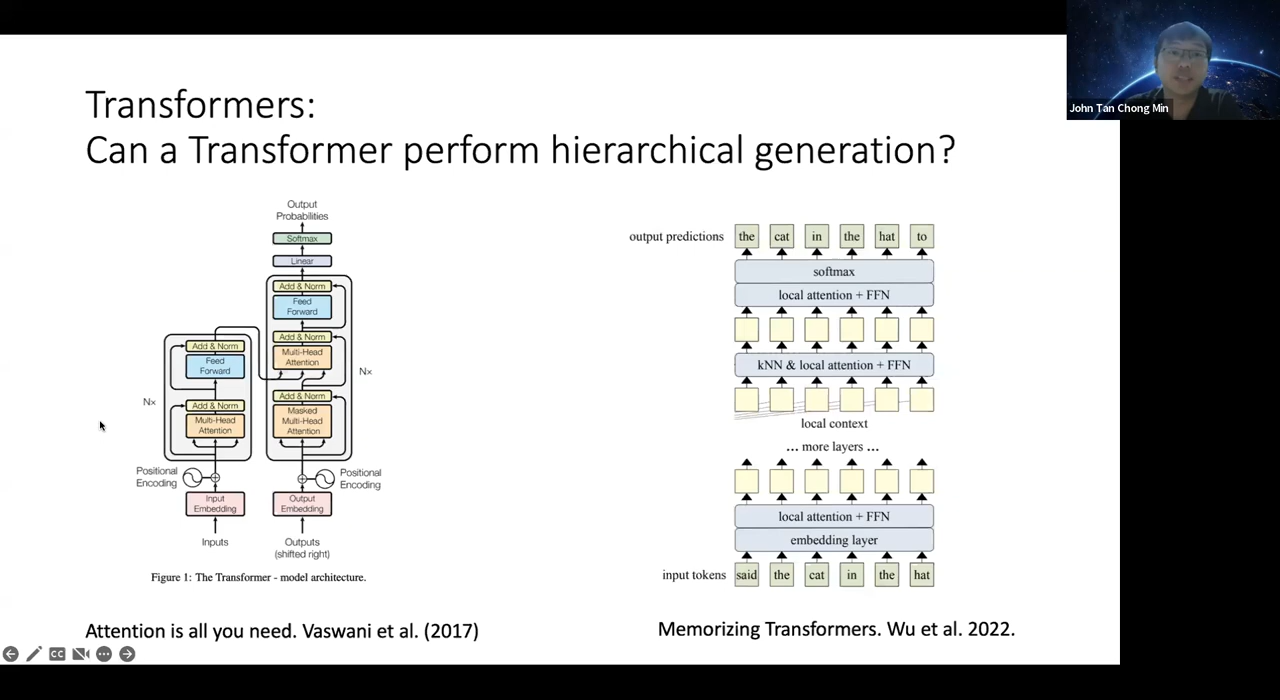 John Tan Chong Min
Transformers:
Can a Transformer perform hierarchical generation?
Output
Probabilities
Softmax
Linear
Add & Norm
Feed
Forward
Add & Norm
Multi-Head
Attention
Add & Norm
Masked
Multi-Head
Attention
Nx
Add & Norm
Feed
Forward
Nx
Add & Norm
Multi-Head
Attention
Positional
Encoding
Positional
Encoding
Input
Embedding
Output
Embedding
Inputs
Outputs
(shifted right)
Figure 1: The Transformer - model architecture.
Attention is all you need. Vaswani et al. (2017)
output predictions the cat in the hat to
softmax
local attention + FFN
kNN & local attention + FFN
local context
... more layers ...
local attention + FFN
embedding layer
input tokens said the cat in the hat
Memorizing Transformers. Wu et al. 2022.
CC